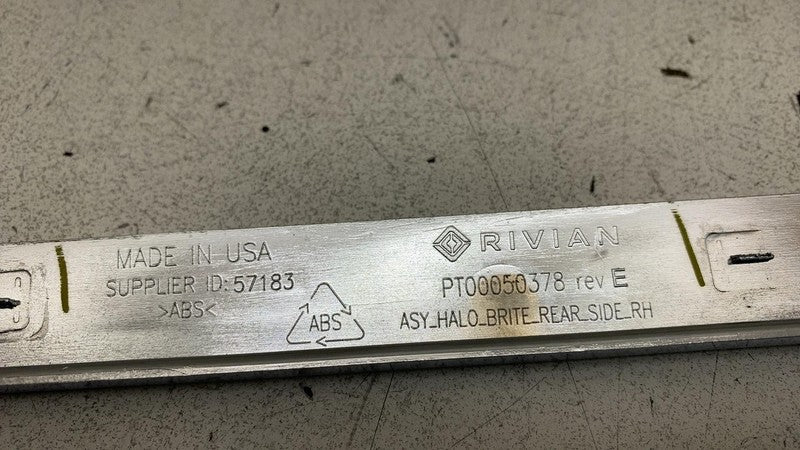 MADE IN USA
SUPPLIER ID: 57183
>ABS<
ABS
RIVIAN
PT00050378 rev E
ASY_HALO_BRITE_REAR_SIDE_RH